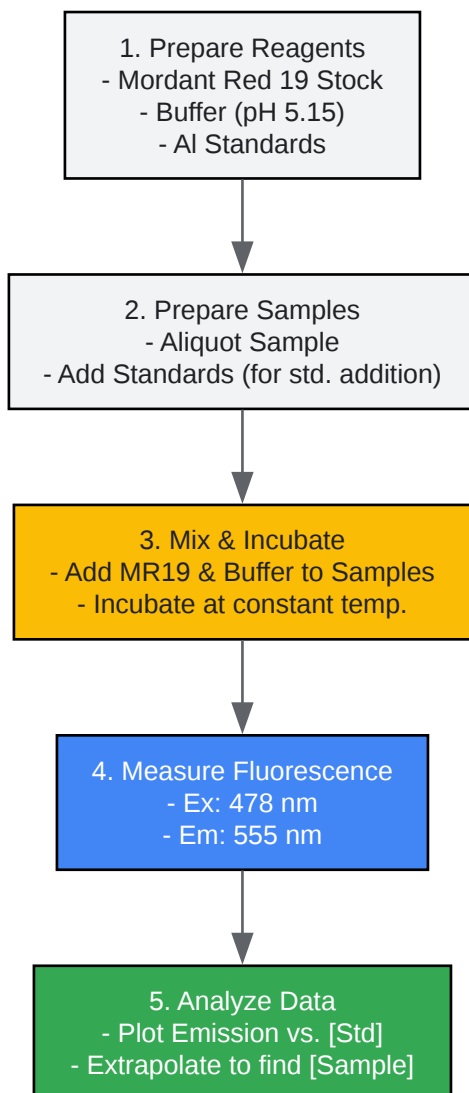 1. Prepare Reagents
- Mordant Red 19 Stock
- Buffer (pH 5.15)
- Al Standards
2. Prepare Samples
- Aliquot Sample
- Add Standards (for std. addition)
3. Mix & Incubate
- Add MR19 & Buffer to Samples
- Incubate at constant temp.
4. Measure Fluorescence
- Ex: 478 nm
- Em: 555 nm
5. Analyze Data
- Plot Emission vs. [Std]
- Extrapolate to find [Sample]